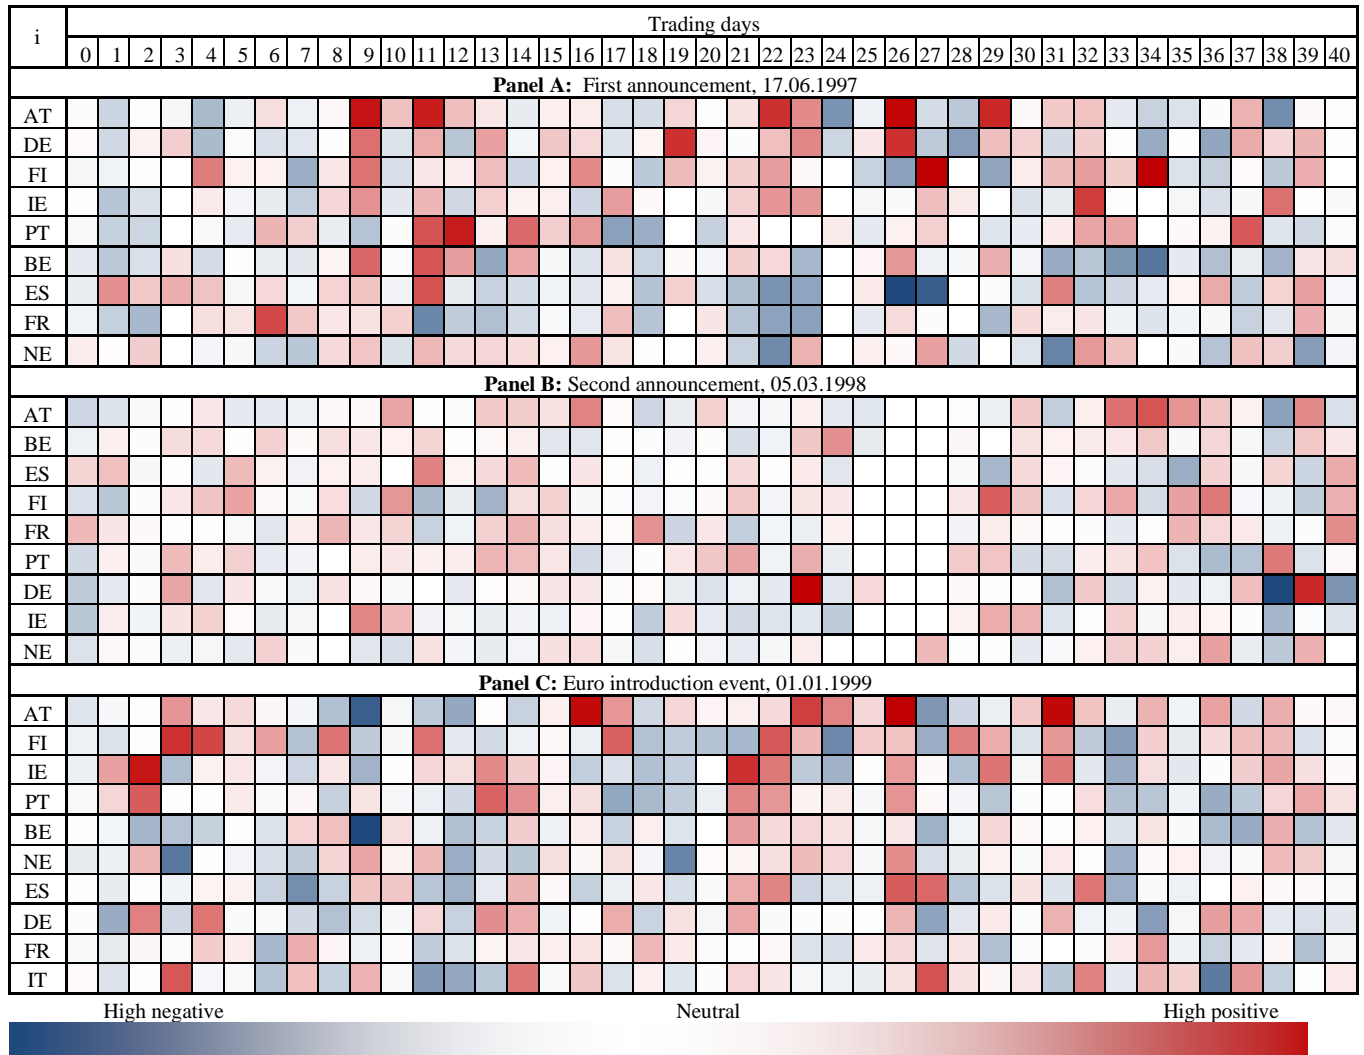 i
Trading days
0 1 2 3 4 5 6 7 8 9 10 11 12 13 14 15 16 17 18 19 20 21 22 23 24 25 26 27 28 29 30 31 32 33 34 35 36 37 38 39 40
Panel A: First announcement, 17.06.1997
AT
DE
FI
IE
PT
BE
ES
FR
NE
Panel B: Second announcement, 05.03.1998
AT
BE
ES
FI
FR
PT
DE
IE
NE
Panel C: Euro introduction event, 01.01.1999
AT
FI
IE
PT
BE
NE
ES
DE
FR
IT
High negative Neutral High positive